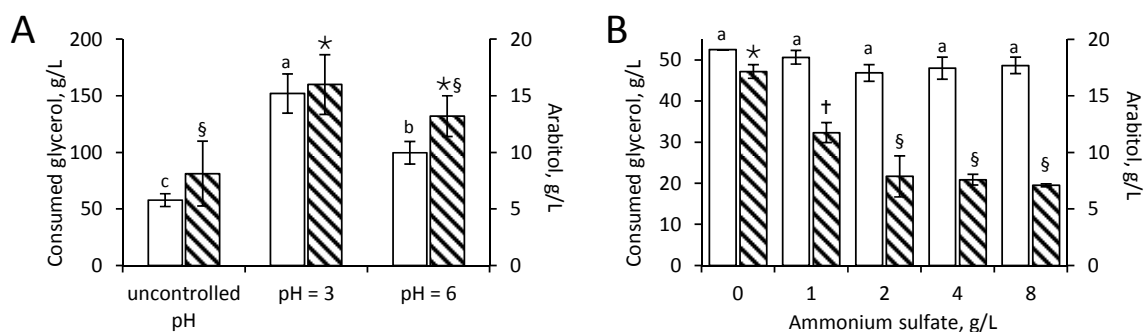 A
Consumed glycerol, g/L
200
150
100
50
0
c
§
a
*
b
*§
20
15
10
5
0
Arabitol, g/L
uncontrolled
pH
pH = 3
pH = 6
B
Consumed glycerol, g/L
50
40
30
20
10
0
a
*
a
†
a
§
a
§
a
§
20
15
10
5
0
Arabitol, g/L
0
1
2
4
8
Ammonium sulfate, g/L